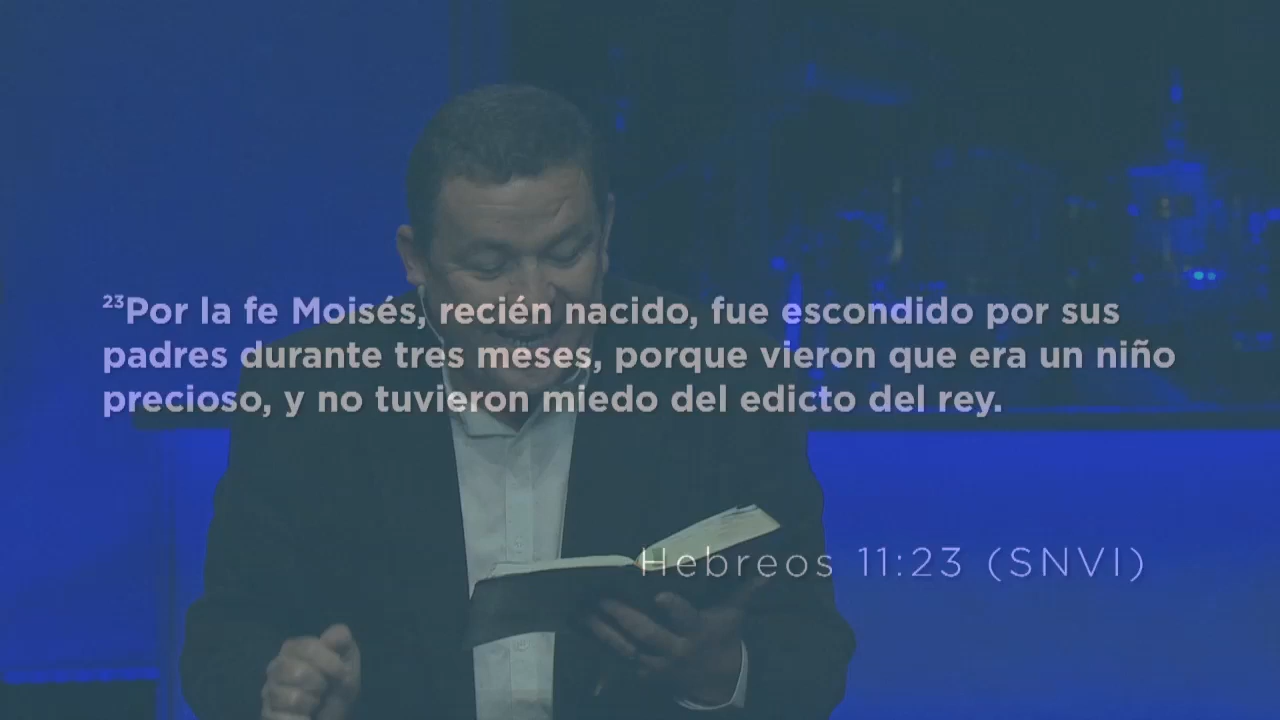 ²³Por la fe Moisés, recién nacido, fue escondido por sus
padres durante tres meses, porque vieron que era un niño
precioso, y no tuvieron miedo del edicto del rey.
Hebreos 11:23 (SNVI)